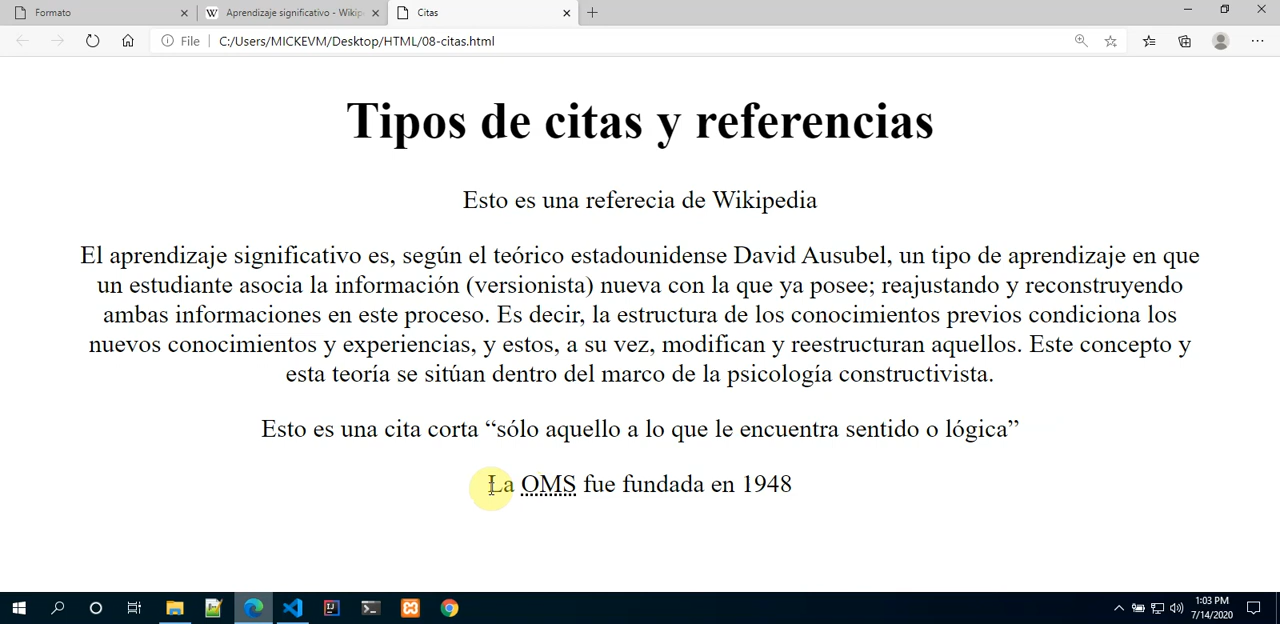 Formato
Aprendizaje significativo - Wikip
Citas
File
C:/Users/MICKEVM/Desktop/HTML/08-citas.html
Tipos de citas y referencias
Esto es una referecia de Wikipedia
El aprendizaje significativo es, según el teórico estadounidense David Ausubel, un tipo de aprendizaje en que
un estudiante asocia la información (versionista) nueva con la que ya posee; reajustando y reconstruyendo
ambas informaciones en este proceso. Es decir, la estructura de los conocimientos previos condiciona los
nuevos conocimientos y experiencias, y estos, a su vez, modifican y reestructuran aquellos. Este concepto y
esta teoría se sitúan dentro del marco de la psicología constructivista.
Esto es una cita corta “sólo aquello a lo que le encuentra sentido o lógica”
La OMS fue fundada en 1948
1:03 PM
7/14/2020